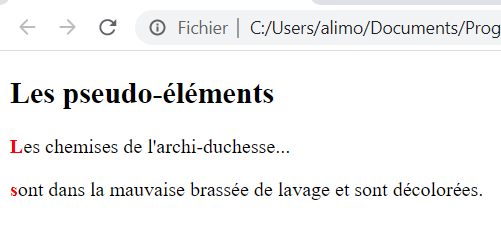 Fichier | C:/Users/alimo/Documents/Prog
Les pseudo-éléments
Les chemises de l'archi-duchesse...
sont dans la mauvaise brassée de lavage et sont décolorées.